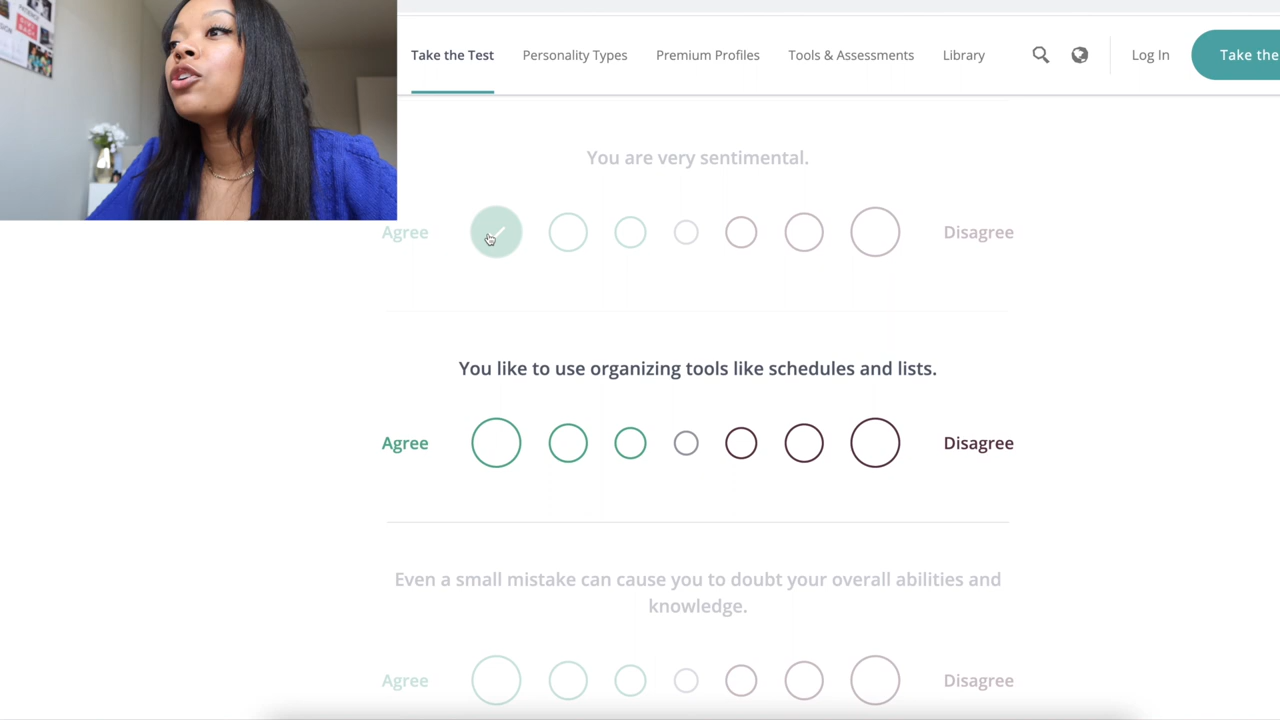 Take the Test Personality Types Premium Profiles Tools & Assessments Library Log In Take the
You are very sentimental.
Agree Disagree
You like to use organizing tools like schedules and lists.
Agree Disagree
Even a small mistake can cause you to doubt your overall abilities and
knowledge.
Agree Disagree